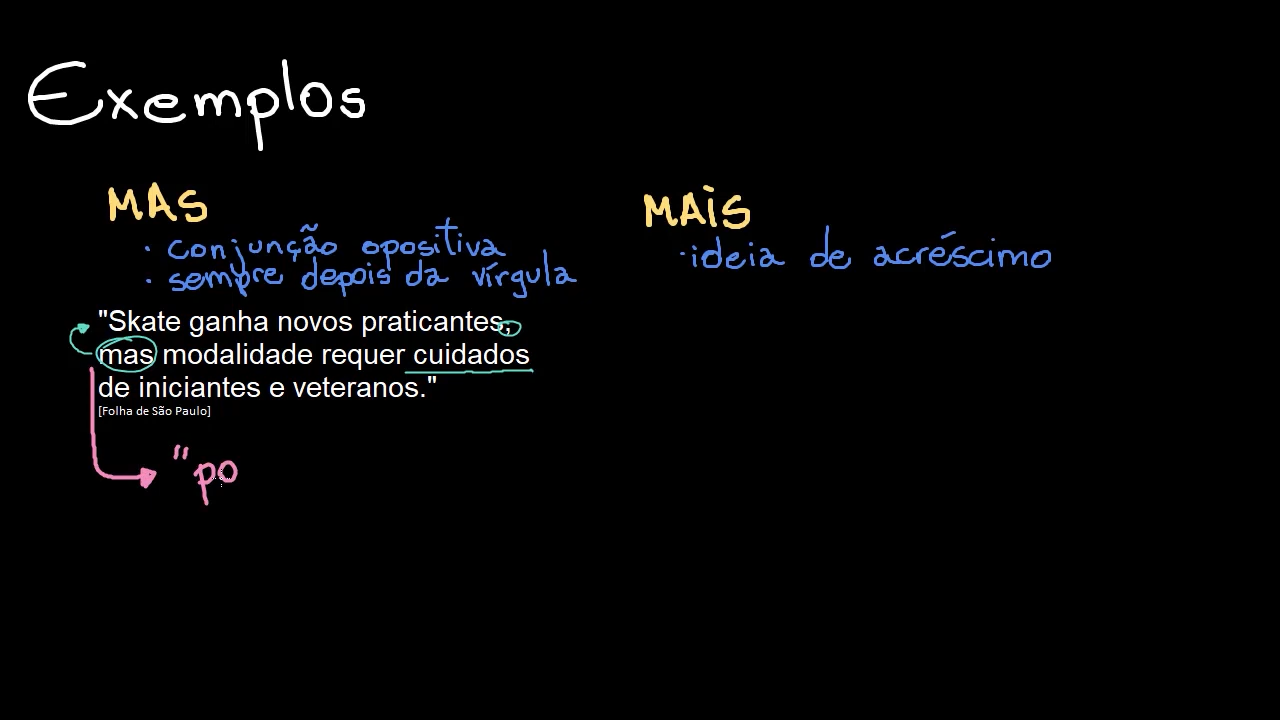 Exemplos
MAS
· conjunção opositiva
· sempre depois da vírgula
"Skate ganha novos praticantes,
mas modalidade requer cuidados
de iniciantes e veteranos."
[Folha de São Paulo]
"po
MAiS
· ideia de acréscimo